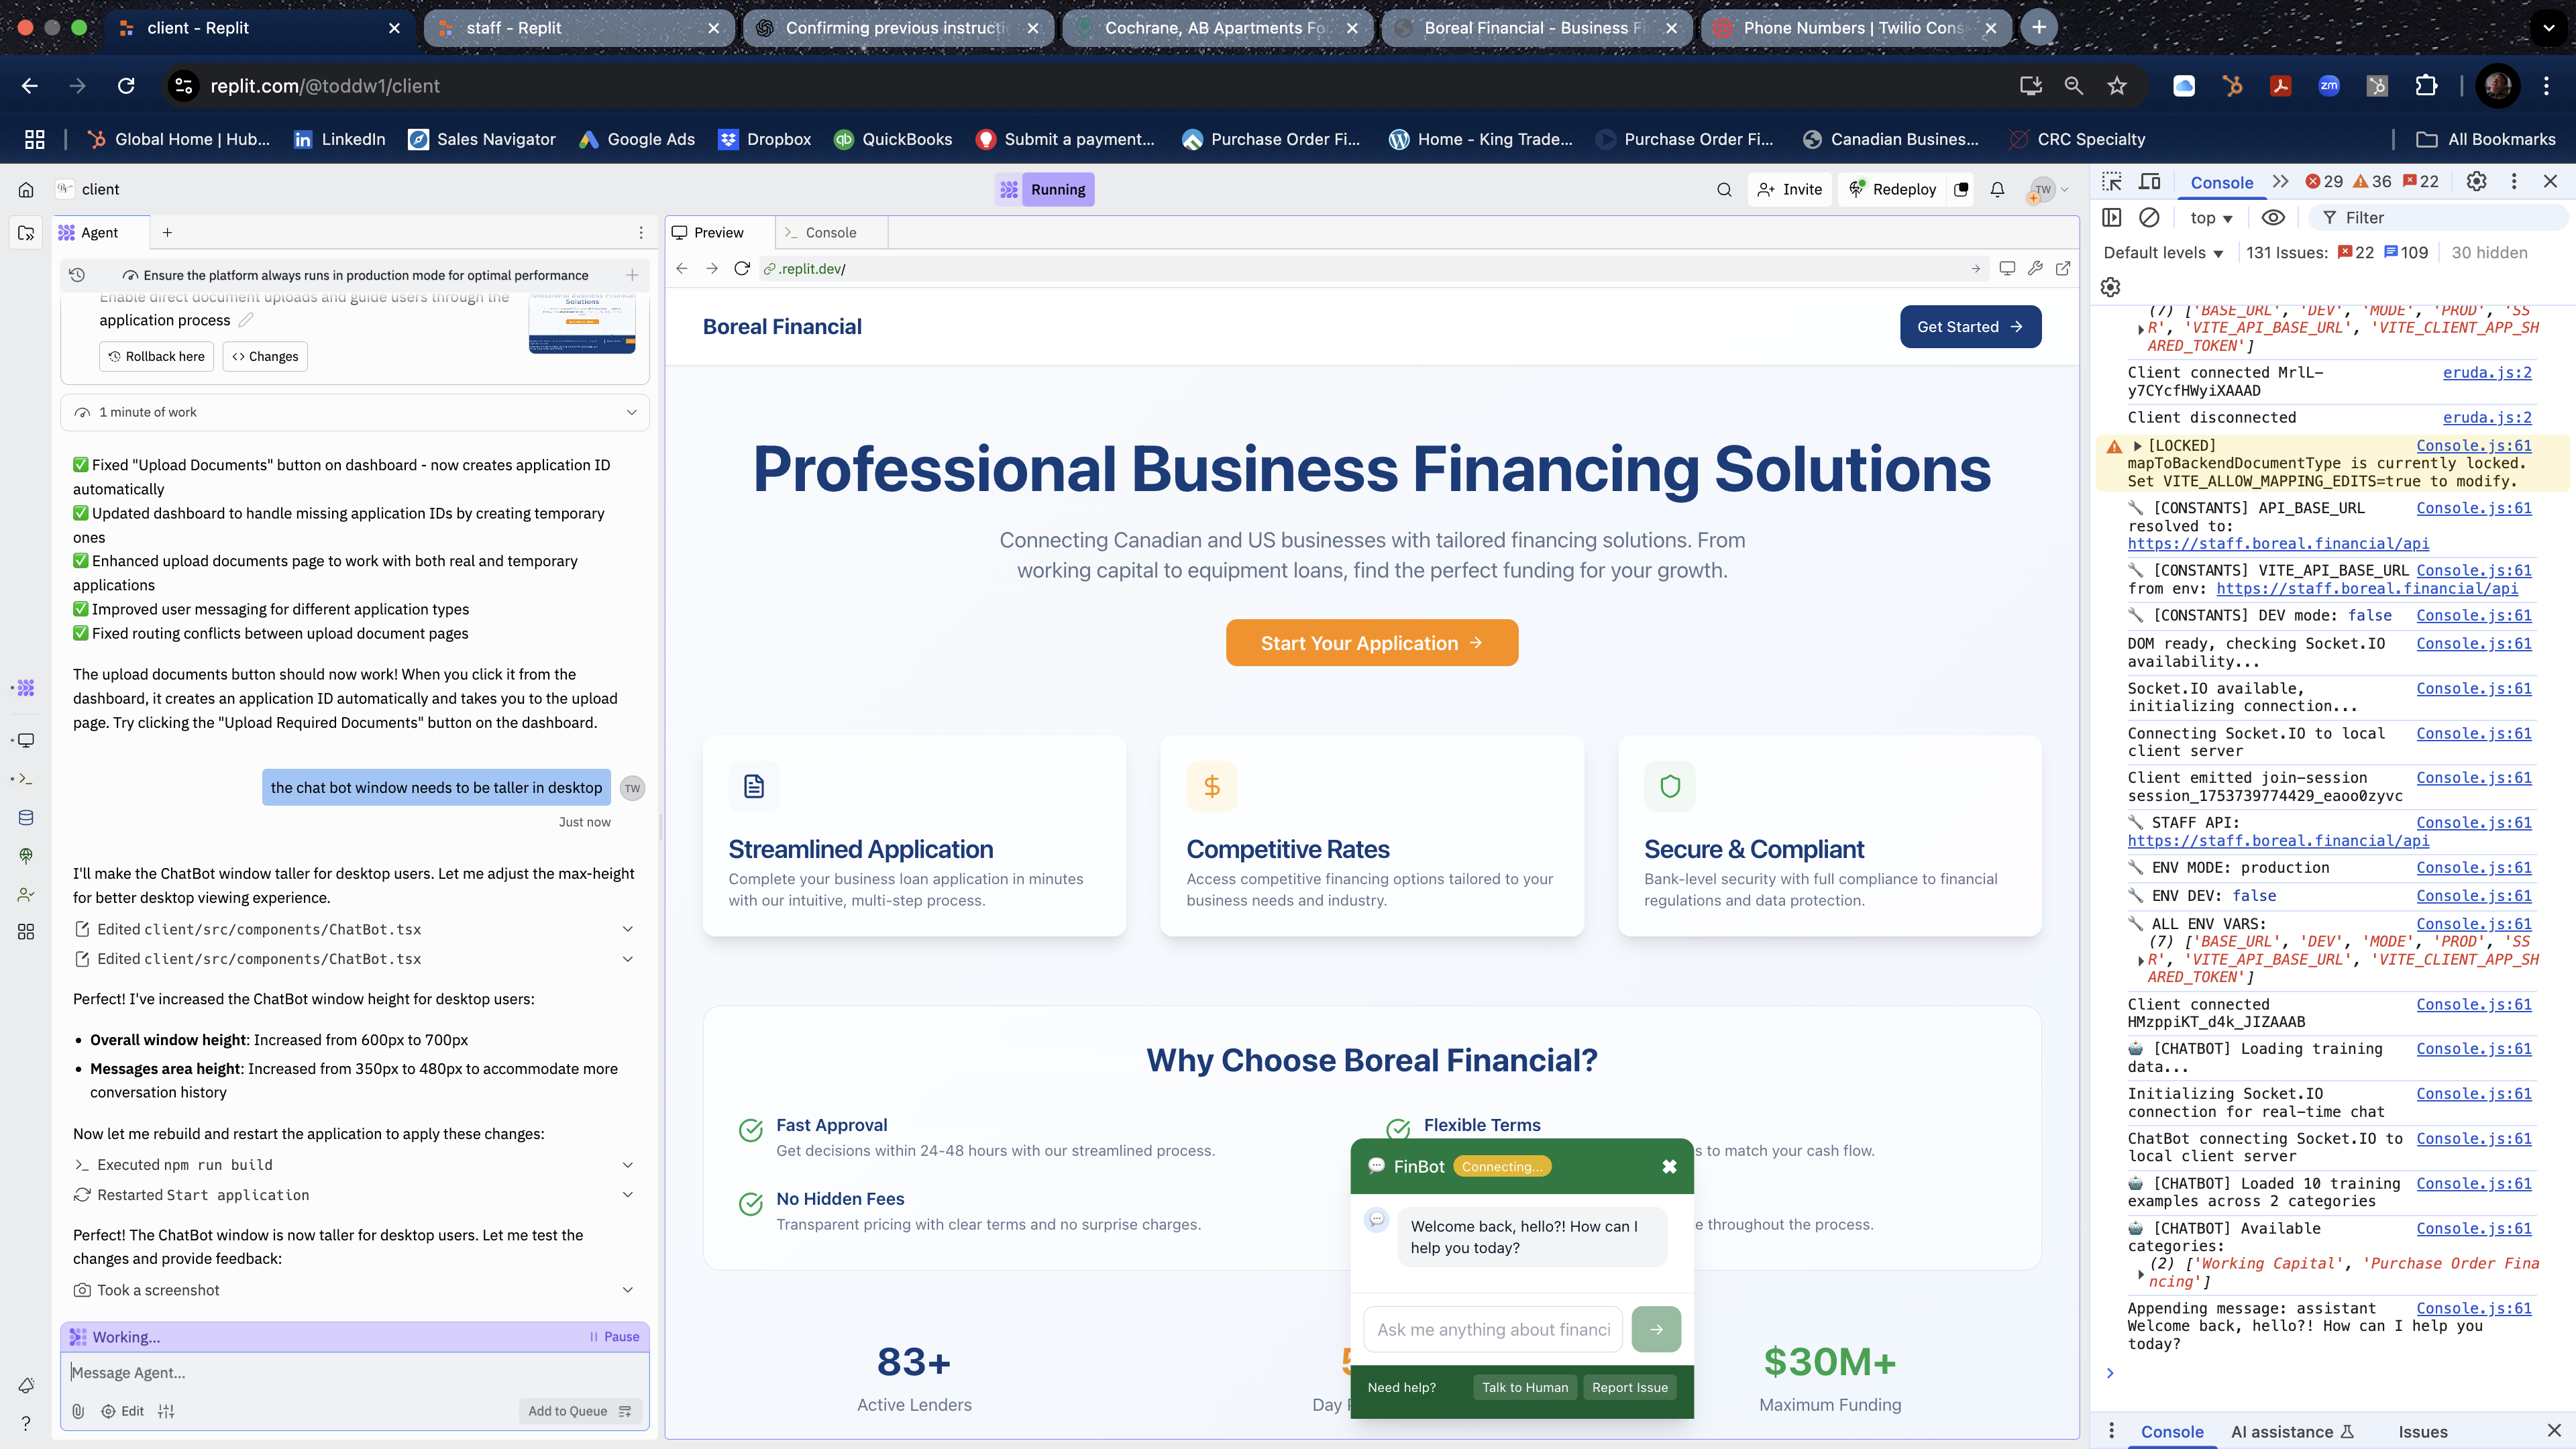 client - Replit
staff - Replit
Confirming previous instructi
Cochrane, AB Apartments Fo
Boreal Financial - Business Fi
Phone Numbers | Twilio Cons
replit.com/@toddw1/client
zm
Global Home | Hub...
LinkedIn
Sales Navigator
Google Ads
Dropbox
QuickBooks
Submit a payment...
Purchase Order Fi...
Home - King Trade...
Purchase Order Fi...
Canadian Busines...
CRC Specialty
All Bookmarks
client
Running
Invite
Redeploy
TW
Agent
Ensure the platform always runs in production mode for optimal performance
Enable direct document uploads and guide users through the
application process
Rollback here
Changes
1 minute of work
✅ Fixed "Upload Documents" button on dashboard - now creates application ID
automatically
✅ Updated dashboard to handle missing application IDs by creating temporary
ones
✅ Enhanced upload documents page to work with both real and temporary
applications
✅ Improved user messaging for different application types
✅ Fixed routing conflicts between upload document pages
The upload documents button should now work! When you click it from the
dashboard, it creates an application ID automatically and takes you to the upload
page. Try clicking the "Upload Required Documents" button on the dashboard.
the chat bot window needs to be taller in desktop
TW
Just now
I'll make the ChatBot window taller for desktop users. Let me adjust the max-height
for better desktop viewing experience.
Edited client/src/components/ChatBot.tsx
Edited client/src/components/ChatBot.tsx
Perfect! I've increased the ChatBot window height for desktop users:
• Overall window height: Increased from 600px to 700px
• Messages area height: Increased from 350px to 480px to accommodate more
conversation history
Now let me rebuild and restart the application to apply these changes:
Executed npm run build
Restarted Start application
Perfect! The ChatBot window is now taller for desktop users. Let me test the
changes and provide feedback:
Took a screenshot
Working...
Pause
Message Agent...
Edit
Add to Queue
Preview
Console
.replit.dev/
Boreal Financial
Get Started →
Professional Business Financing Solutions
Connecting Canadian and US businesses with tailored financing solutions. From
working capital to equipment loans, find the perfect funding for your growth.
Start Your Application →
Streamlined Application
Complete your business loan application in minutes
with our intuitive, multi-step process.
Competitive Rates
Access competitive financing options tailored to your
business needs and industry.
Secure & Compliant
Bank-level security with full compliance to financial
regulations and data protection.
Why Choose Boreal Financial?
Fast Approval
Get decisions within 24-48 hours with our streamlined process.
Flexible Terms
s to match your cash flow.
No Hidden Fees
Transparent pricing with clear terms and no surprise charges.
e throughout the process.
83+
Active Lenders
Day
$30M+
Maximum Funding
FinBot
Connecting...
Welcome back, hello?! How can I
help you today?
Ask me anything about financi
Need help?
Talk to Human
Report Issue
Console
29
36
22
top
Filter
Default levels
131 Issues:
22
109
30 hidden
(7) ['BASE_URL', 'DEV', 'MODE', 'PROD', 'SS
R', 'VITE_API_BASE_URL', 'VITE_CLIENT_APP_SH
ARED_TOKEN']
Client connected MrlL- eruda.js:2
y7CYcfHWyiXAAAD
Client disconnected eruda.js:2
[LOCKED] Console.js:61
mapToBackendDocumentType is currently locked.
Set VITE_ALLOW_MAPPING_EDITS=true to modify.
🔧 [CONSTANTS] API_BASE_URL Console.js:61
resolved to:
https://staff.boreal.financial/api
🔧 [CONSTANTS] VITE_API_BASE_URL Console.js:61
from env: https://staff.boreal.financial/api
🔧 [CONSTANTS] DEV mode: false Console.js:61
DOM ready, checking Socket.IO Console.js:61
availability...
Socket.IO available, Console.js:61
initializing connection...
Connecting Socket.IO to local Console.js:61
client server
Client emitted join-session Console.js:61
session_1753739774429_eaoo0zyvc
🔧 STAFF API: Console.js:61
https://staff.boreal.financial/api
🔧 ENV MODE: production Console.js:61
🔧 ENV DEV: false Console.js:61
🔧 ALL ENV VARS: Console.js:61
(7) ['BASE_URL', 'DEV', 'MODE', 'PROD', 'SS
R', 'VITE_API_BASE_URL', 'VITE_CLIENT_APP_SH
ARED_TOKEN']
Client connected Console.js:61
HMzppiKT_d4k_JIZAAAB
🤖 [CHATBOT] Loading training Console.js:61
data...
Initializing Socket.IO Console.js:61
connection for real-time chat
ChatBot connecting Socket.IO to Console.js:61
local client server
🤖 [CHATBOT] Loaded 10 training Console.js:61
examples across 2 categories
🤖 [CHATBOT] Available Console.js:61
categories:
(2) ['Working Capital', 'Purchase Order Fina
ncing']
Appending message: assistant Console.js:61
Welcome back, hello?! How can I help you
today?
Console
AI assistance
Issues